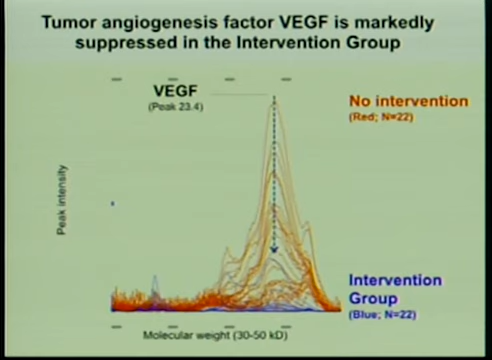 Tumor angiogenesis factor VEGF is markedly
suppressed in the Intervention Group
VEGF
(Peak 23.4)
No intervention
(Red; N=22)
Peak intensity
Intervention
Group
(Blue; N=22)
Molecular weight (30-50 kD)